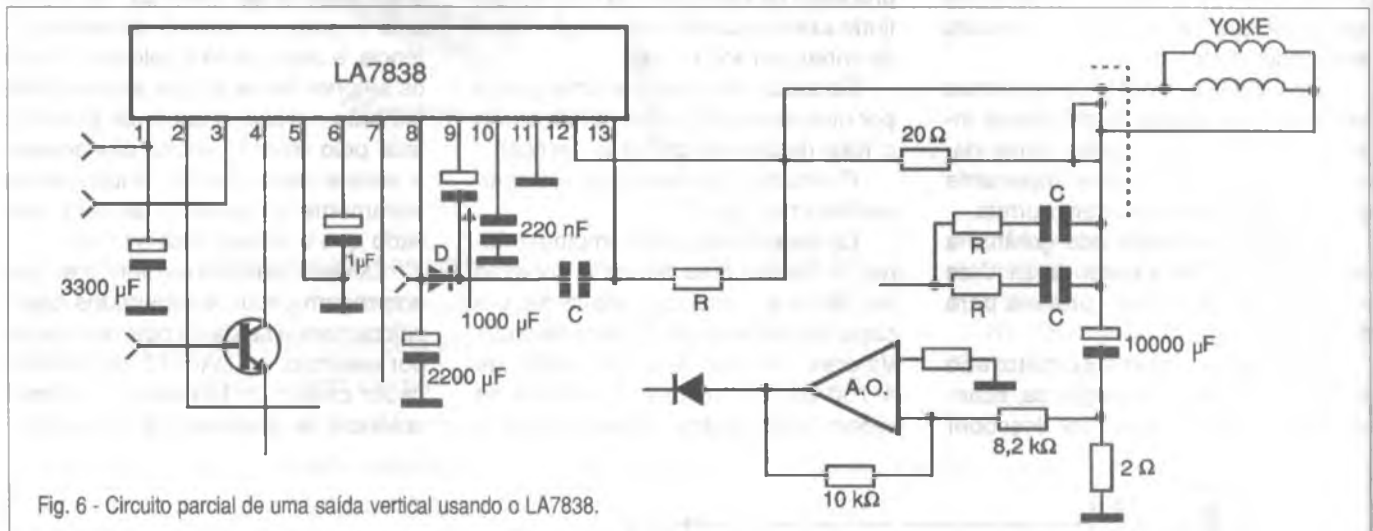 YOKE
LA7838
1 2 3 4 5 6 7 8 9 10 11 12 13
20 Ω
R
C
R
C
220 nF
D
1µF
3300 µF
1000 µF
C
R
10000 µF
2200 µF
A.O.
8,2 kΩ
2 Ω
10 kΩ
Fig. 6 - Circuito parcial de uma saída vertical usando o LA7838.